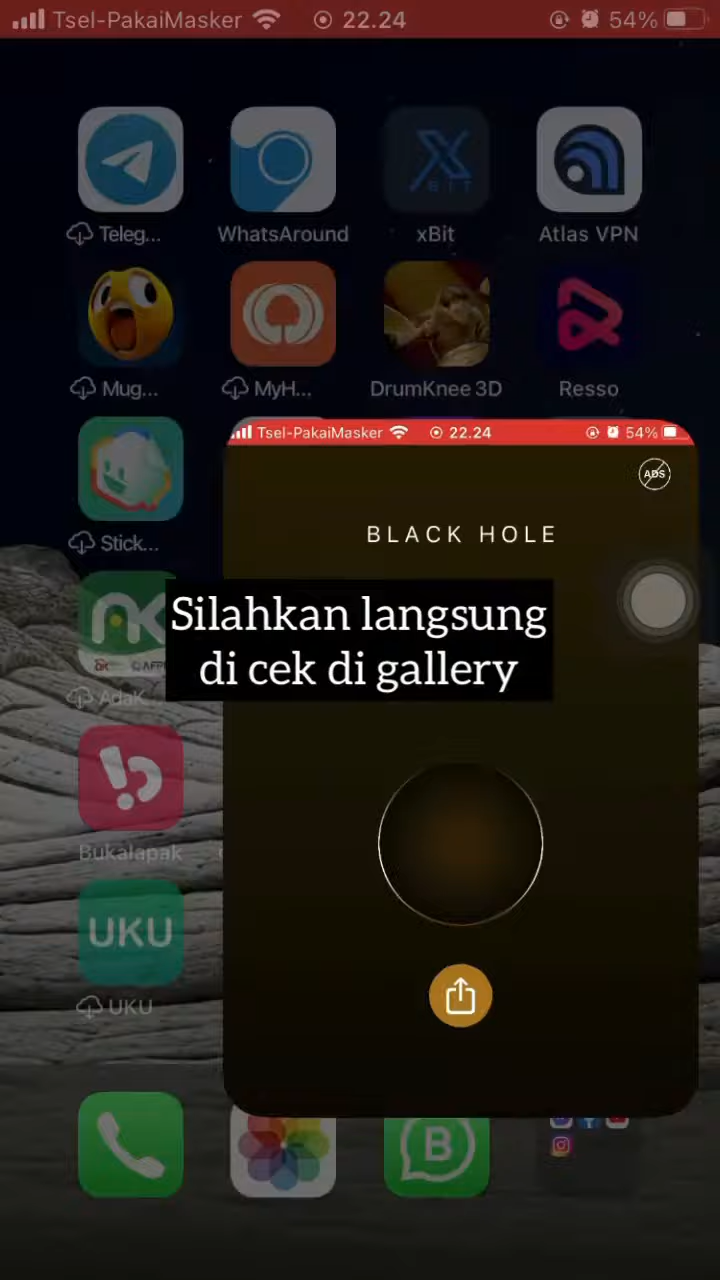 Tsel-PakaiMasker 22.24 54%
Teleg... WhatsAround xBit Atlas VPN
Mug... MyH... DrumKnee 3D Resso
Tsel-PakaiMasker 22.24 54%
ADS
BLACK HOLE
Stick...
Silahkan langsung
di cek di gallery
AdaK
Bukalapak
UKU
UKU
B